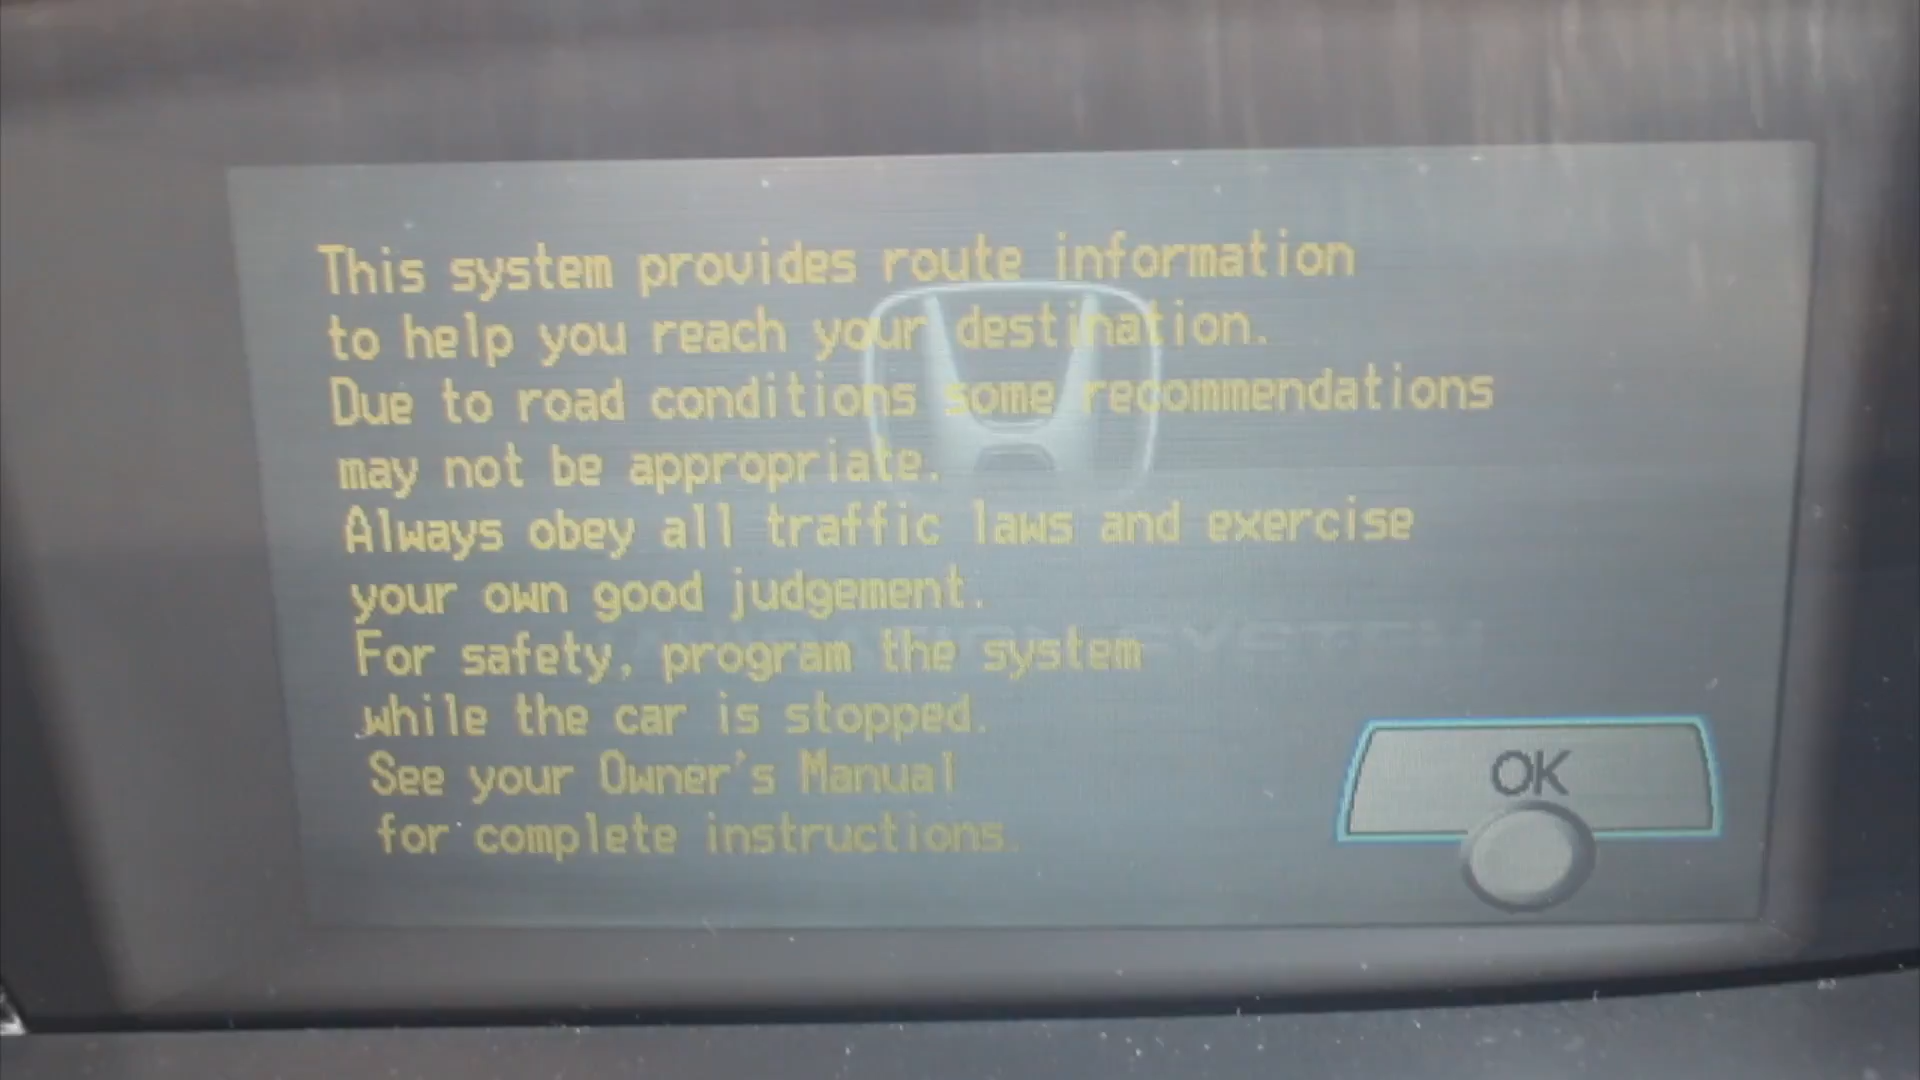 This system provides route information
to help you reach your destination.
Due to road conditions some recommendations
may not be appropriate.
Always obey all traffic laws and exercise
your own good judgement.
For safety, program the system
while the car is stopped.
See your Owner's Manual
for complete instructions.
OK